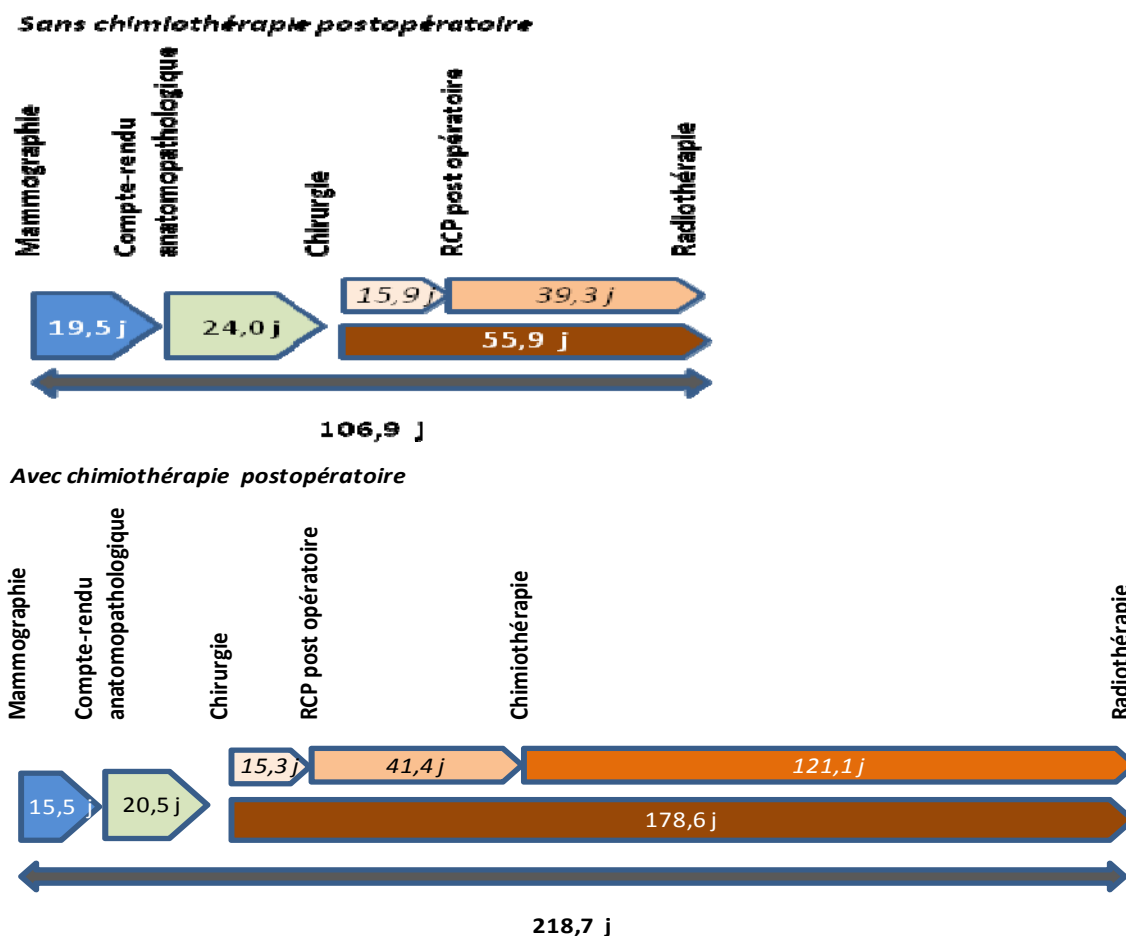 Sans chimiothérapie postopératoire
Mammographie
Compte-rendu
anatomopathologique
Chirurgie
RCP post opératoire
Radiothérapie
19,5 j
24,0 j
15,9 j
39,3 j
55,9 j
106,9 j
Avec chimiothérapie postopératoire
Mammographie
Compte-rendu
anatomopathologique
Chirurgie
RCP post opératoire
Chimiothérapie
Radiothérapie
15,5 j
20,5 j
15,3 j
41,4 j
121,1 j
178,6 j
218,7 j